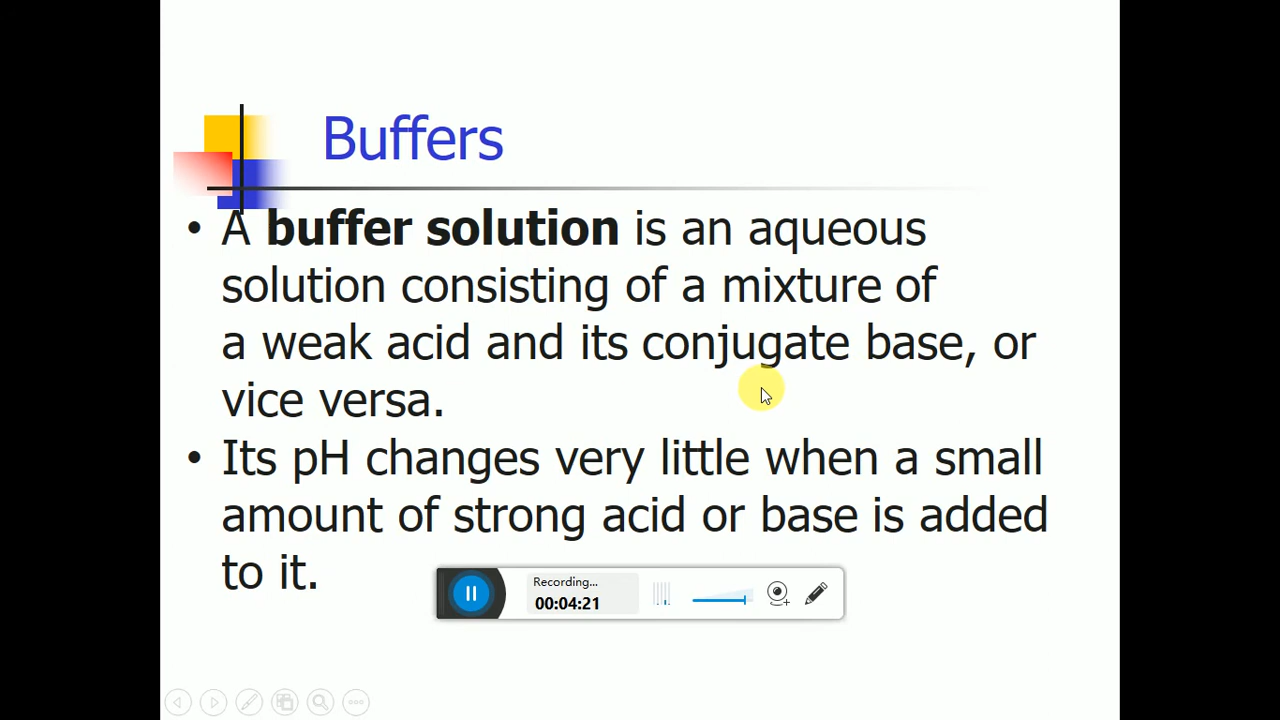 Buffers
• A buffer solution is an aqueous
solution consisting of a mixture of
a weak acid and its conjugate base, or
vice versa.
• Its pH changes very little when a small
amount of strong acid or base is added
to it.
Recording...
00:04:21